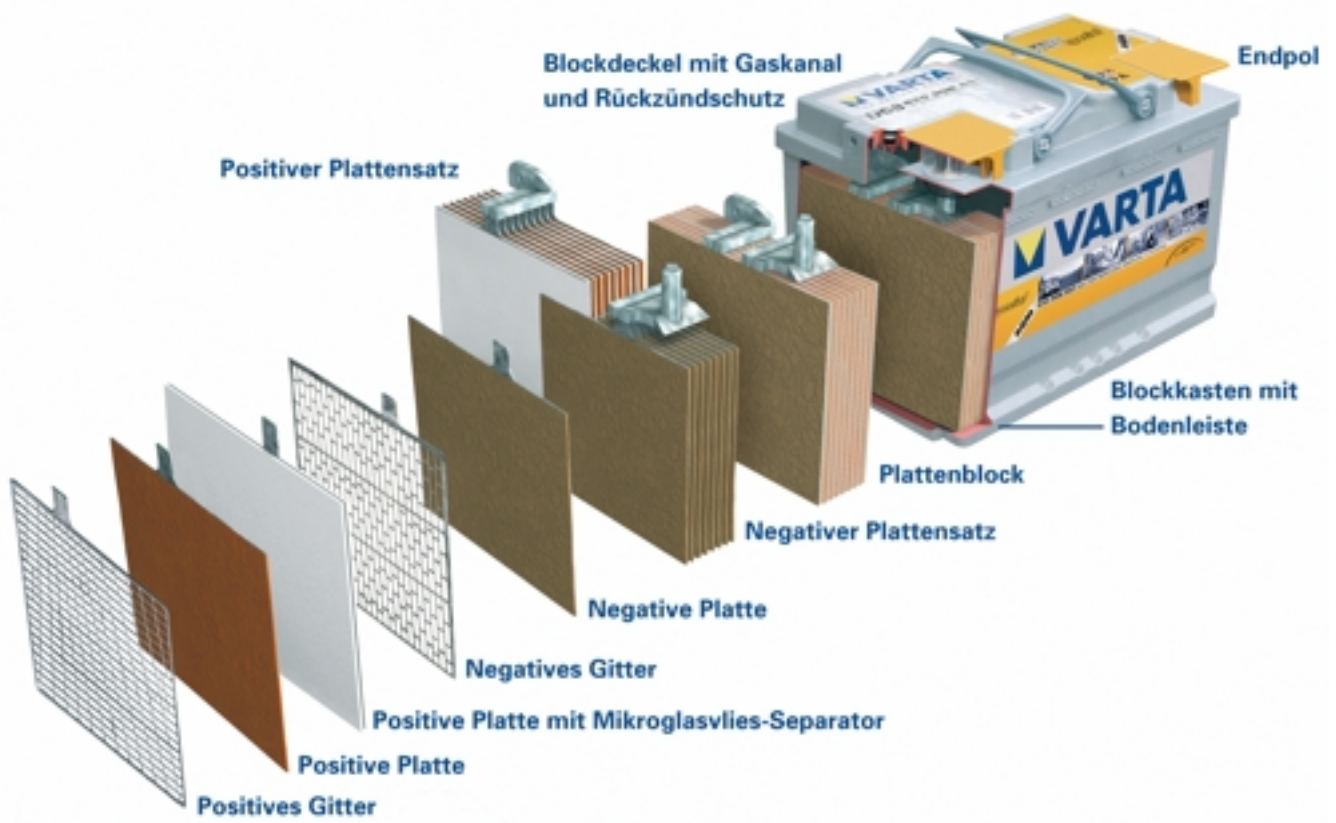 Blockdeckel mit Gaskanal
und Rückzündschutz
Endpol
VARTA
Positiver Plattensatz
VARTA
Blockkasten mit
Bodenleiste
Plattenblock
Negativer Plattensatz
Negative Platte
Negatives Gitter
Positive Platte mit Mikroglasvlies-Separator
Positive Platte
Positives Gitter